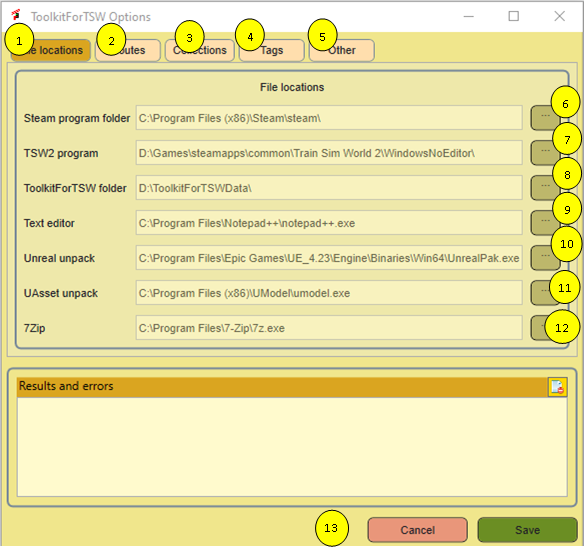 ToolkitForTSW Options
1 2 3 4 5
ile locations utes C ctions Tags Other
File locations
Steam program folder C:\Program Files (x86)\Steam\steam\ ... 6
TSW2 program D:\Games\steamapps\common\Train Sim World 2\WindowsNoEditor\ ... 7
ToolkitForTSW folder D:\ToolkitForTSWData\ ... 8
Text editor C:\Program Files\Notepad++\notepad++.exe ... 9
Unreal unpack C:\Program Files\Epic Games\UE_4.23\Engine\Binaries\Win64\UnrealPak.exe ... 10
UAsset unpack C:\Program Files (x86)\UModel\umodel.exe ... 11
7Zip C:\Program Files\7-Zip\7z.exe 12
Results and errors
13 Cancel Save